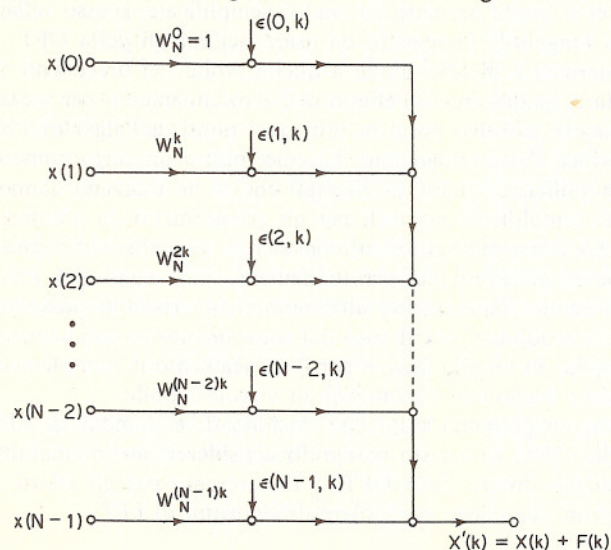 W_N^0 = 1
ϵ(0, k)
x(0)
W_N^k
ϵ(1, k)
x(1)
W_N^{2k}
ϵ(2, k)
x(2)
W_N^{(N-2)k}
ϵ(N-2, k)
x(N-2)
W_N^{(N-1)k}
ϵ(N-1, k)
x(N-1)
X'(k) = X(k) + F(k)